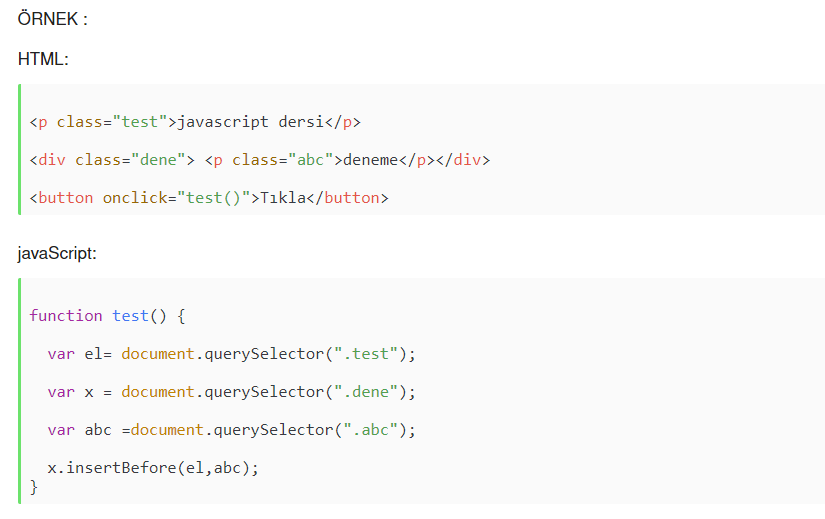 ÖRNEK :
HTML:
<p class="test">javascript dersi</p>
<div class="dene"> <p class="abc">deneme</p></div>
<button onclick="test()">Tıkla</button>
javaScript:
function test() {
var el= document.querySelector(".test");
var x = document.querySelector(".dene");
var abc =document.querySelector(".abc");
x.insertBefore(el,abc);
}